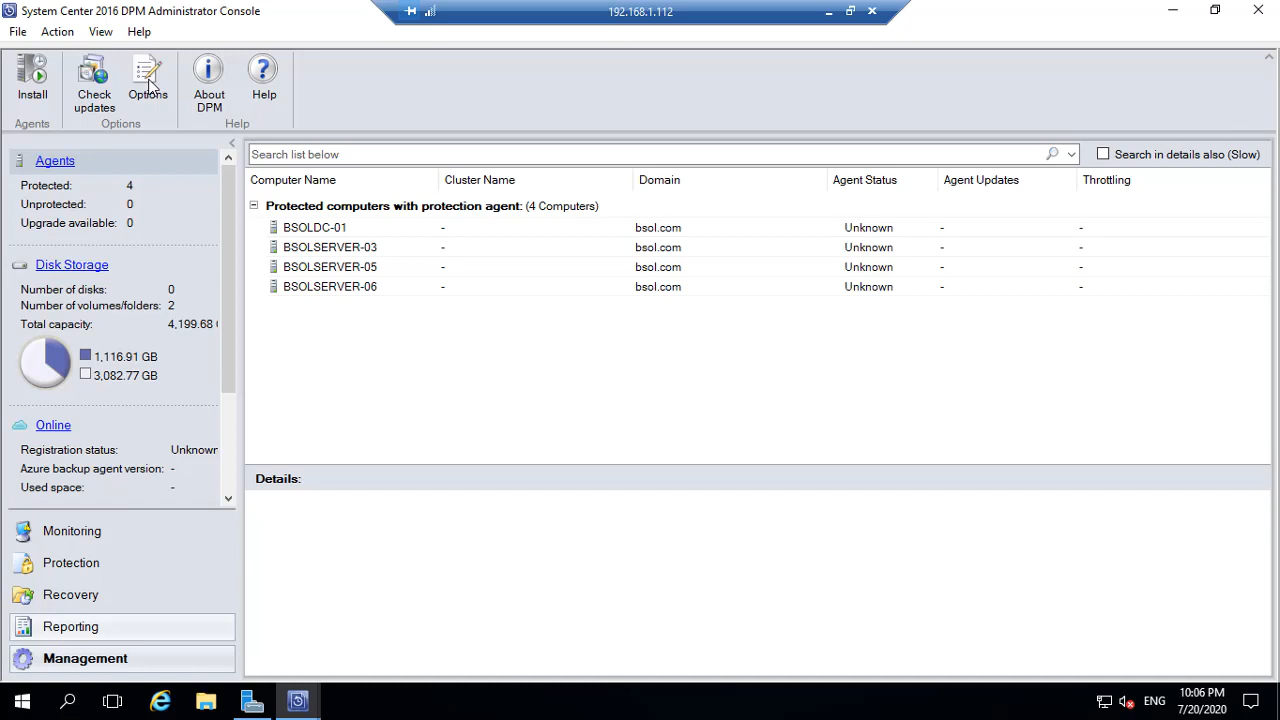 System Center 2016 DPM Administrator Console
192.168.1.112
File Action View Help
Install
Check updates
Options
About DPM
Help
Agents
Options
Help
Agents
Protected: 4
Unprotected: 0
Upgrade available: 0
Disk Storage
Number of disks: 0
Number of volumes/folders: 2
Total capacity: 4,199.68
1,116.91 GB
3,082.77 GB
Online
Registration status: Unknown
Azure backup agent version: -
Used space: -
Monitoring
Protection
Recovery
Reporting
Management
Search list below
Search in details also (Slow)
Computer Name Cluster Name Domain Agent Status Agent Updates Throttling
Protected computers with protection agent: (4 Computers)
BSOLDC-01 - bsol.com Unknown - -
BSOLSERVER-03 - bsol.com Unknown - -
BSOLSERVER-05 - bsol.com Unknown - -
BSOLSERVER-06 - bsol.com Unknown - -
Details:
ENG
10:06 PM
7/20/2020